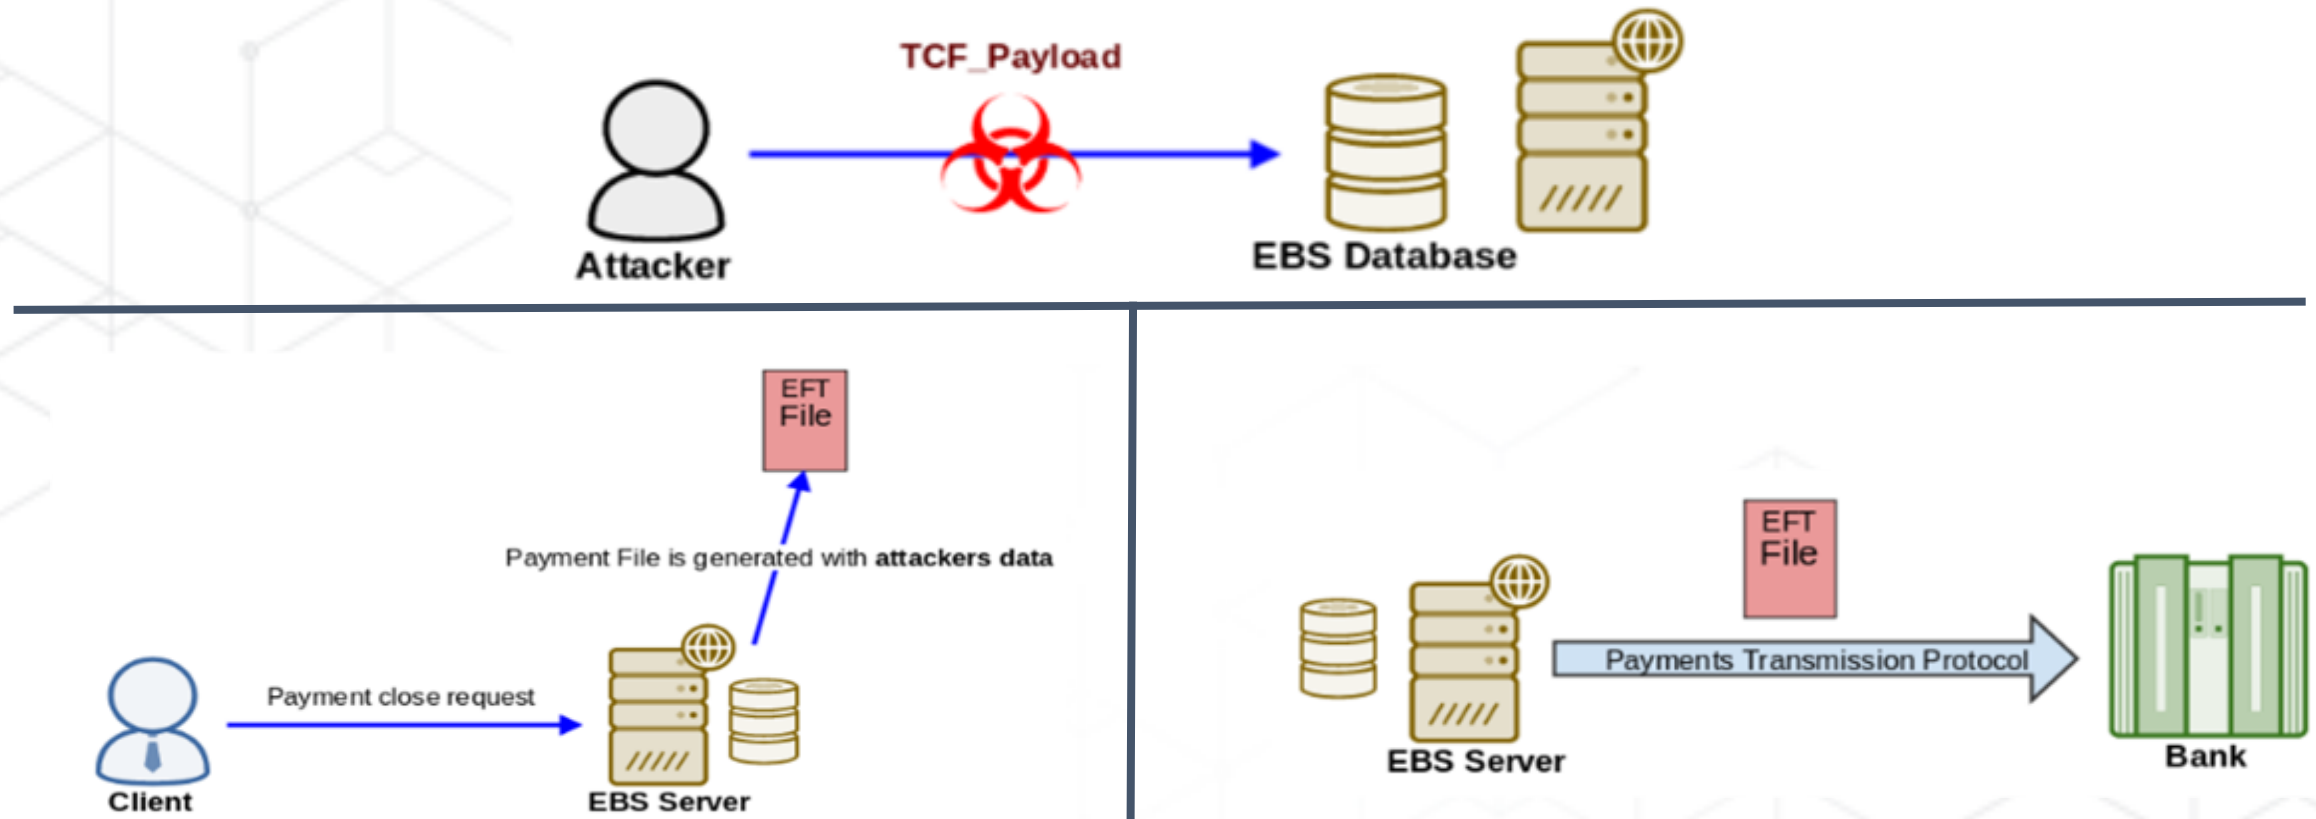 TCF_Payload
Attacker
EBS Database
EFT
File
Payment File is generated with attackers data
Payment close request
Client
EBS Server
EFT
File
Payments Transmission Protocol
EBS Server
Bank